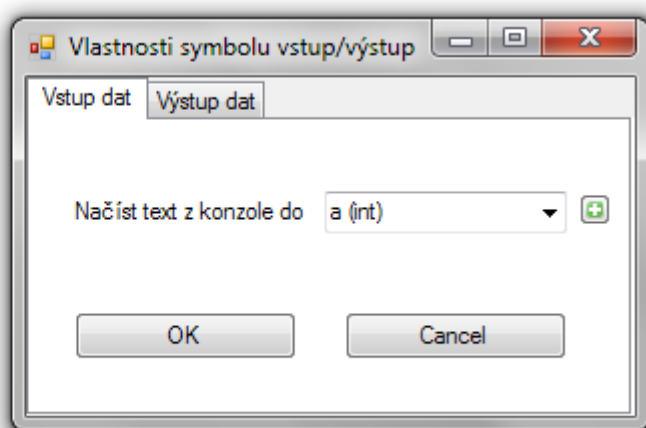 Vlastnosti symbolu vstup/výstup
Vstup dat Výstup dat
Načíst text z konzole do a (int)
OK Cancel